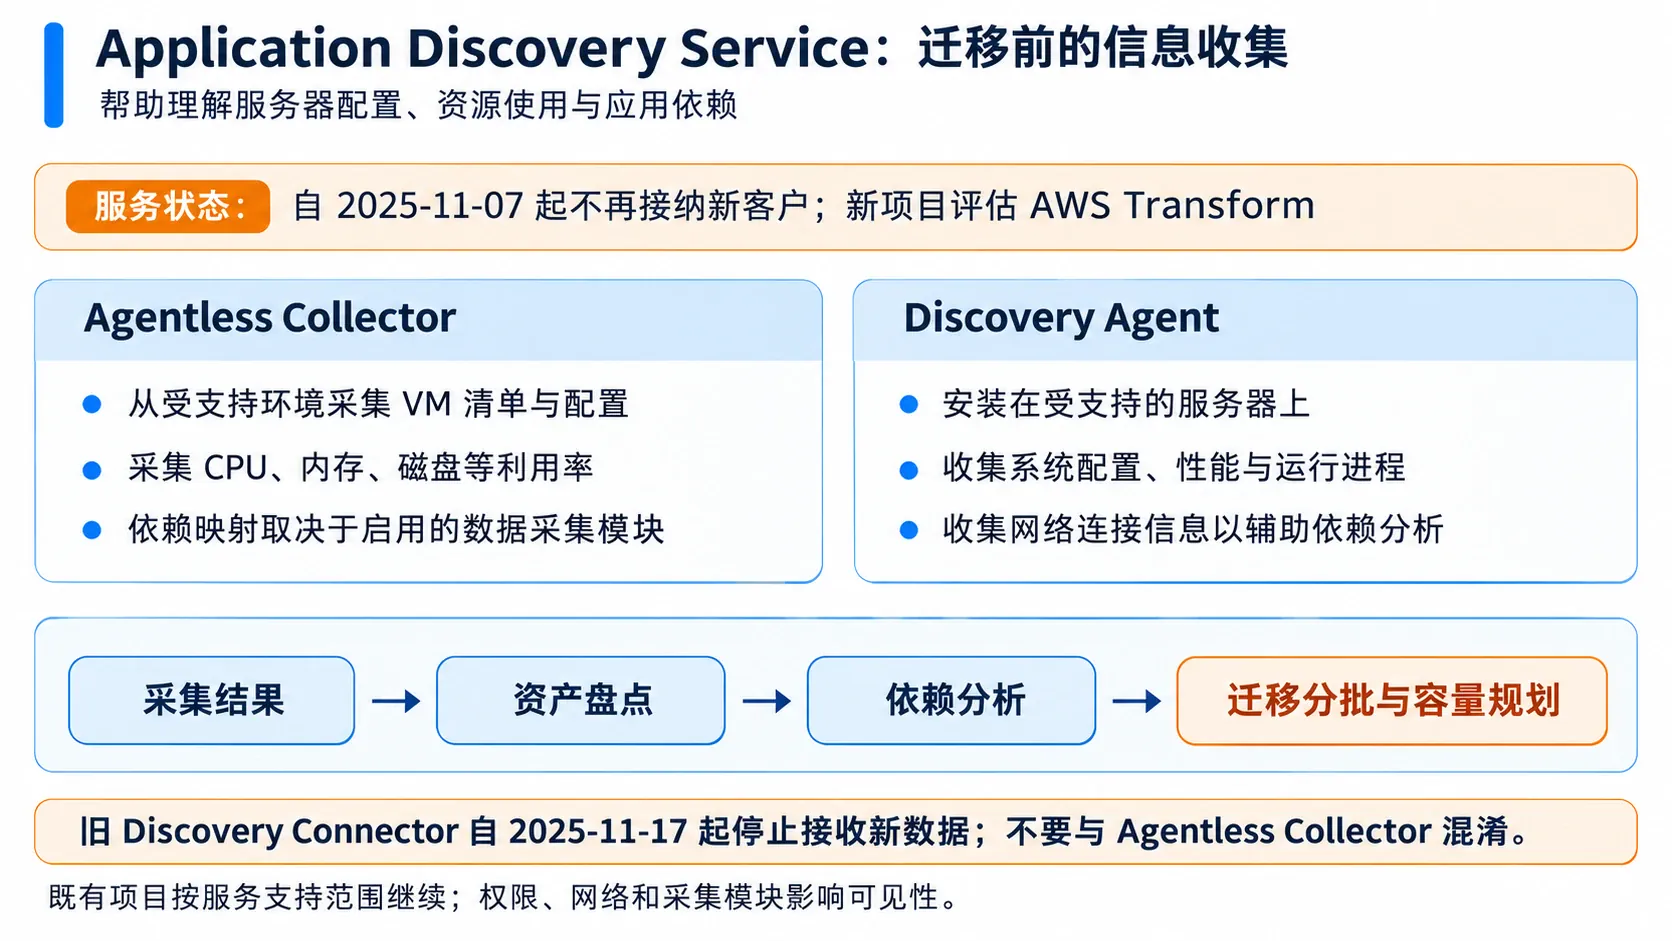 Application Discovery Service：迁移前的信息收集
帮助理解服务器配置、资源使用与应用依赖
服务状态： 自 2025-11-07 起不再接纳新客户；新项目评估 AWS Transform
Agentless Collector
从受支持环境采集 VM 清单与配置
采集 CPU、内存、磁盘等利用率
依赖映射取决于启用的数据采集模块
Discovery Agent
安装在受支持的服务器上
收集系统配置、性能与运行进程
收集网络连接信息以辅助依赖分析
采集结果 → 资产盘点 → 依赖分析 → 迁移分批与容量规划
旧 Discovery Connector 自 2025-11-17 起停止接收新数据；不要与 Agentless Collector 混淆。
既有项目按服务支持范围继续；权限、网络和采集模块影响可见性。